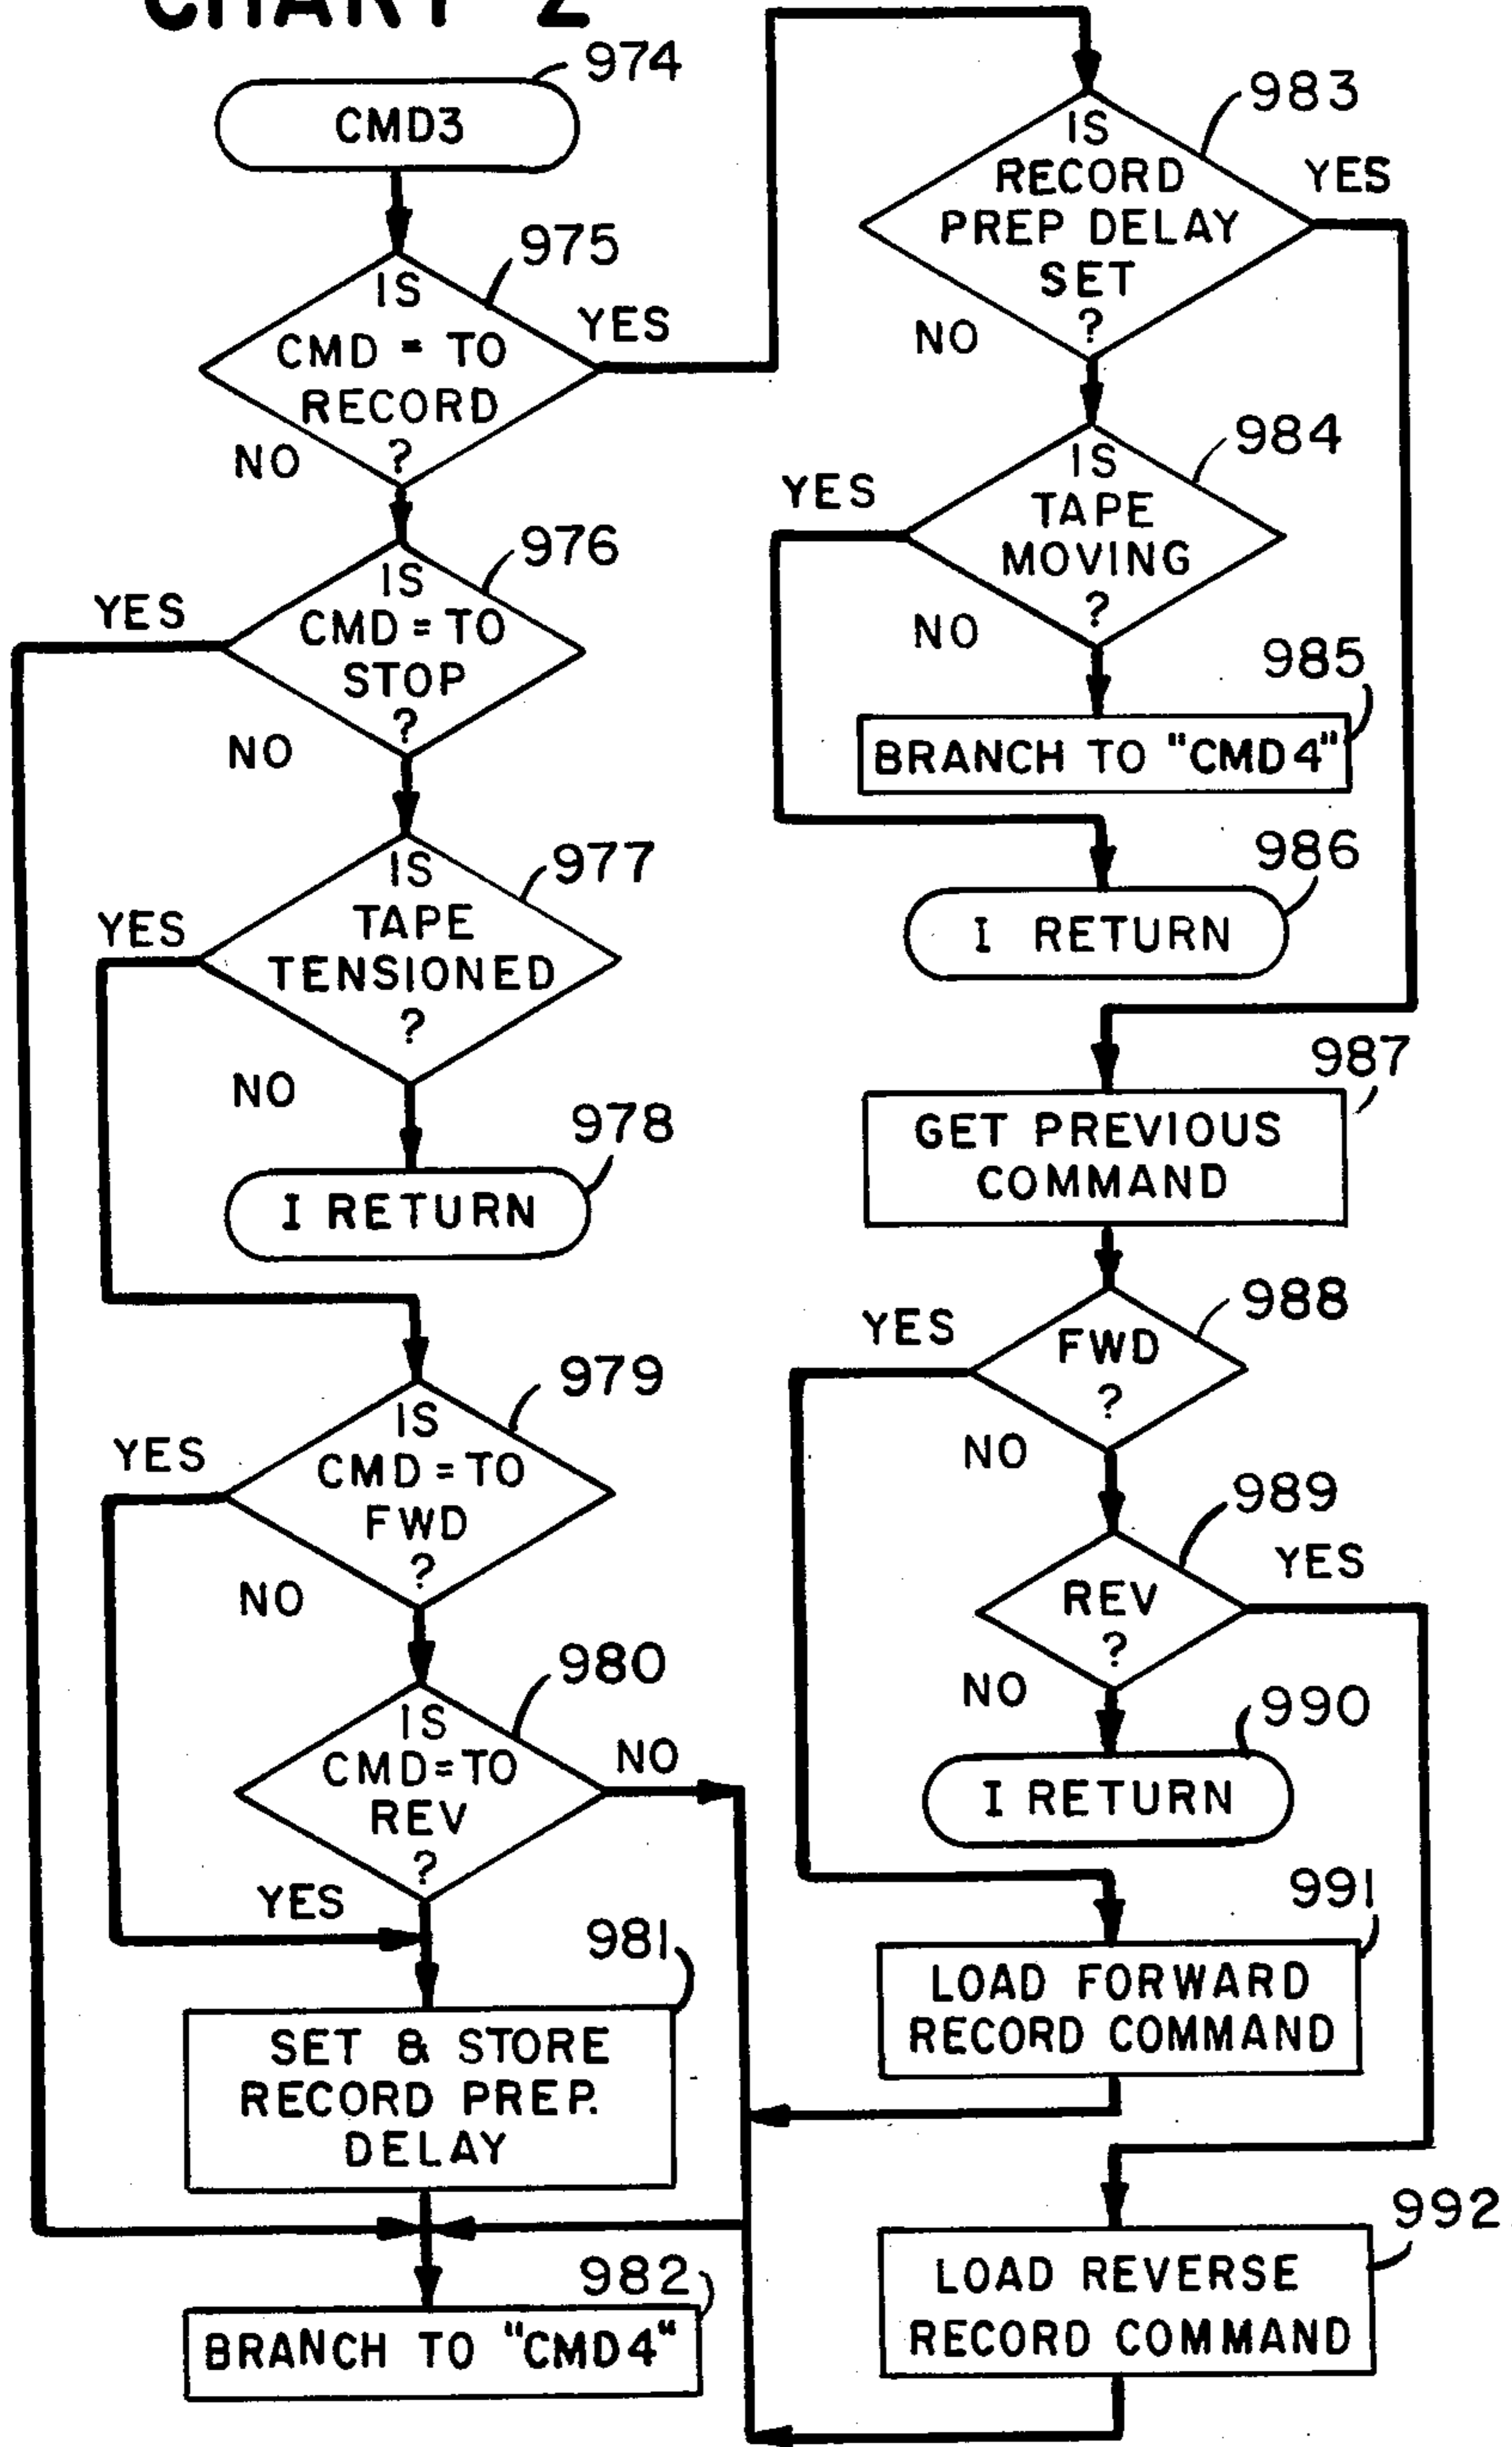 CHART 2
974
CMD3
975
IS
CMD = TO
RECORD
?
YES
NO
976
IS
CMD = TO
STOP
?
YES
NO
977
IS
TAPE
TENSIONED
?
YES
NO
978
I RETURN
979
IS
CMD = TO
FWD
?
YES
NO
980
IS
CMD = TO
REV
?
NO
YES
981
SET & STORE
RECORD PREP.
DELAY
982
BRANCH TO "CMD4"
983
IS
RECORD
PREP DELAY
SET
?
YES
NO
984
IS
TAPE
MOVING
?
YES
NO
985
BRANCH TO "CMD4"
986
I RETURN
987
GET PREVIOUS
COMMAND
988
FWD
?
YES
NO
989
REV
?
YES
NO
990
I RETURN
991
LOAD FORWARD
RECORD COMMAND
992
LOAD REVERSE
RECORD COMMAND